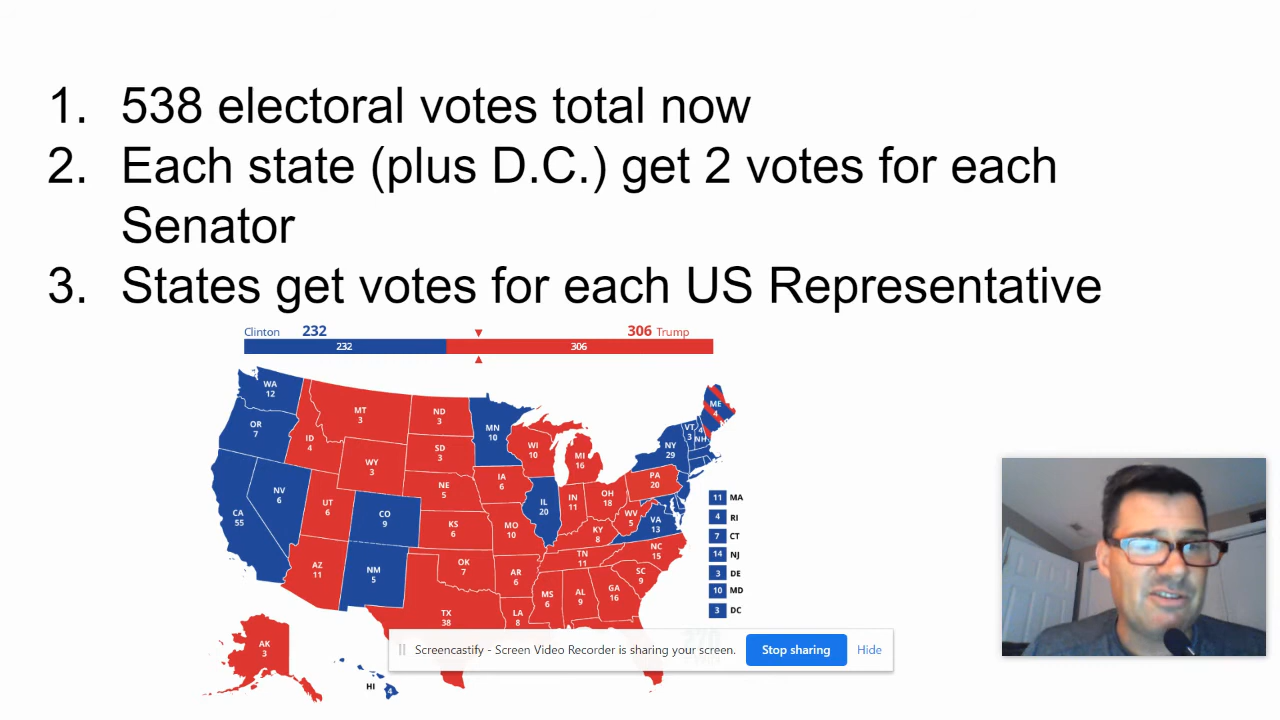 1. 538 electoral votes total now
2. Each state (plus D.C.) get 2 votes for each
Senator
3. States get votes for each US Representative
Clinton 232 306 Trump
232 306
WA
12
OR
7
CA
55
NV
6
ID
4
MT
3
WY
3
UT
6
AZ
11
CO
9
NM
5
ND
3
SD
3
NE
5
KS
6
OK
7
TX
38
MN
10
IA
6
MO
10
AR
6
LA
8
WI
10
IL
20
MI
16
IN
11
OH
18
KY
8
TN
11
MS
6
AL
9
GA
16
SC
9
NC
15
WV
5
VA
13
PA
20
NY
29
VT
3
4
NH
ME
4
11 MA
4 RI
7 CT
14 NJ
3 DE
10 MD
3 DC
AK
3
HI 4
Screencastify - Screen Video Recorder is sharing your screen. Stop sharing Hide